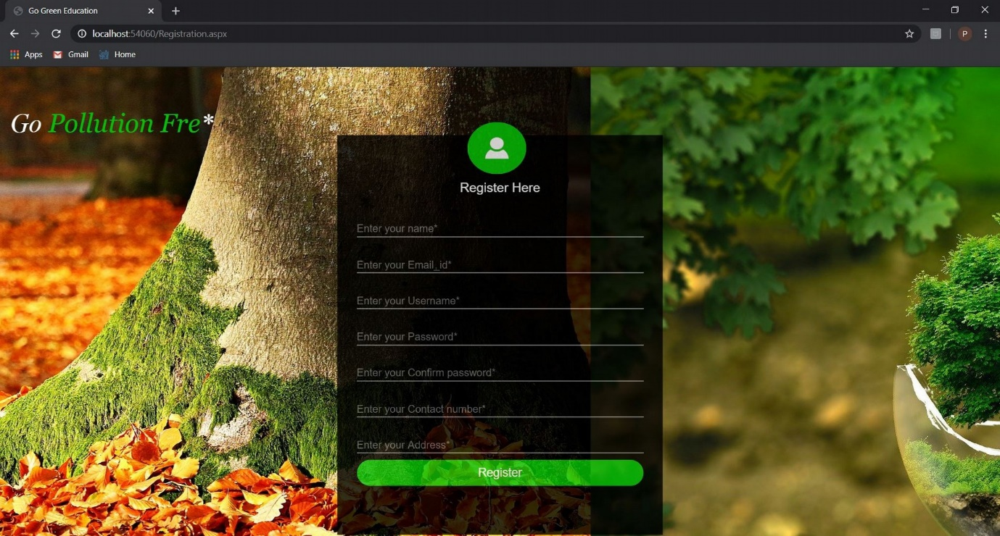 Go Green Education
localhost:54060/Registration.aspx
P
Apps Gmail Home
Go Pollution Fre*
Register Here
Enter your name*
Enter your Email_id*
Enter your Username*
Enter your Password*
Enter your Confirm password*
Enter your Contact number*
Enter your Address*
Register